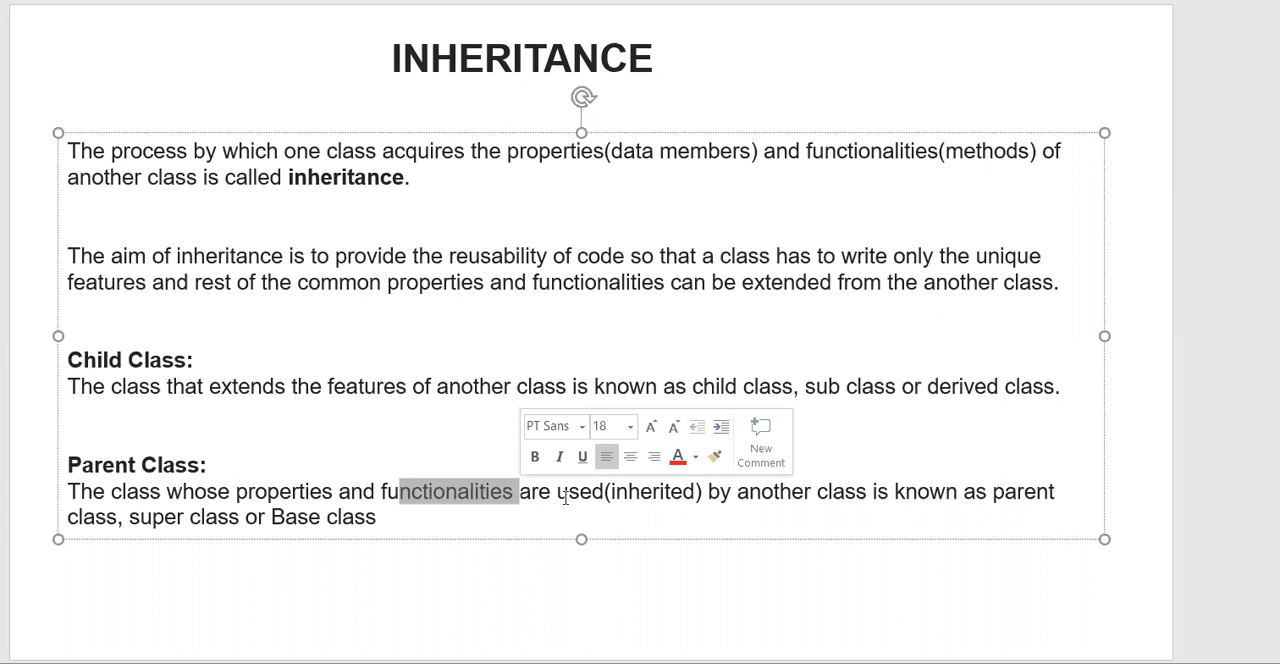 INHERITANCE
The process by which one class acquires the properties(data members) and functionalities(methods) of
another class is called inheritance.
The aim of inheritance is to provide the reusability of code so that a class has to write only the unique
features and rest of the common properties and functionalities can be extended from the another class.
Child Class:
The class that extends the features of another class is known as child class, sub class or derived class.
PT Sans 18 A A
B I U A
New
Comment
Parent Class:
The class whose properties and functionalities are used(inherited) by another class is known as parent
class, super class or Base class